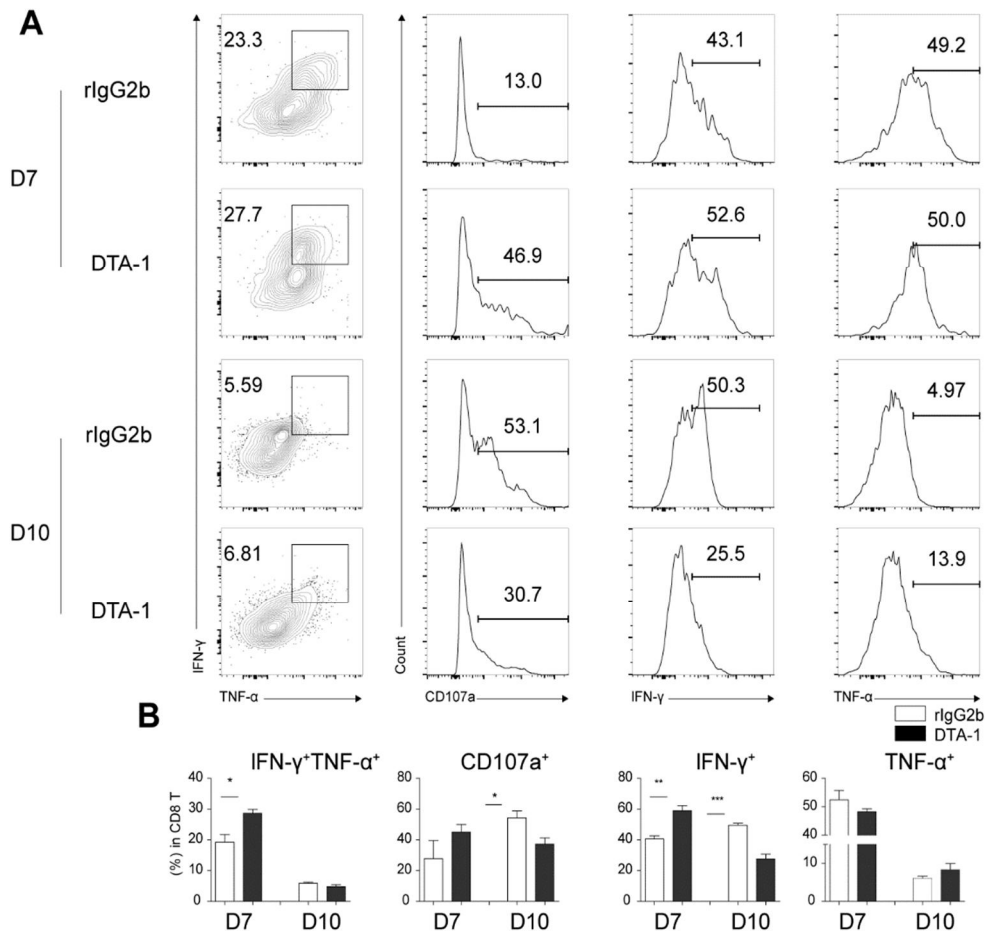 A
D7
rIgG2b
23.3
13.0
43.1
49.2
DTA-1
27.7
46.9
52.6
50.0
D10
rIgG2b
5.59
53.1
50.3
4.97
DTA-1
6.81
30.7
25.5
13.9
IFN-γ
Count
TNF-α
CD107a
IFN-γ
TNF-α
B
rIgG2b
DTA-1
IFN-γ⁺TNF-α⁺
CD107a⁺
IFN-γ⁺
TNF-α⁺
(%) in CD8 T
40
30
20
10
0
*
D7
D10
80
60
40
20
0
*
D7
D10
80
60
40
20
0
**
***
D7
D10
60
50
40
10
0
D7
D10